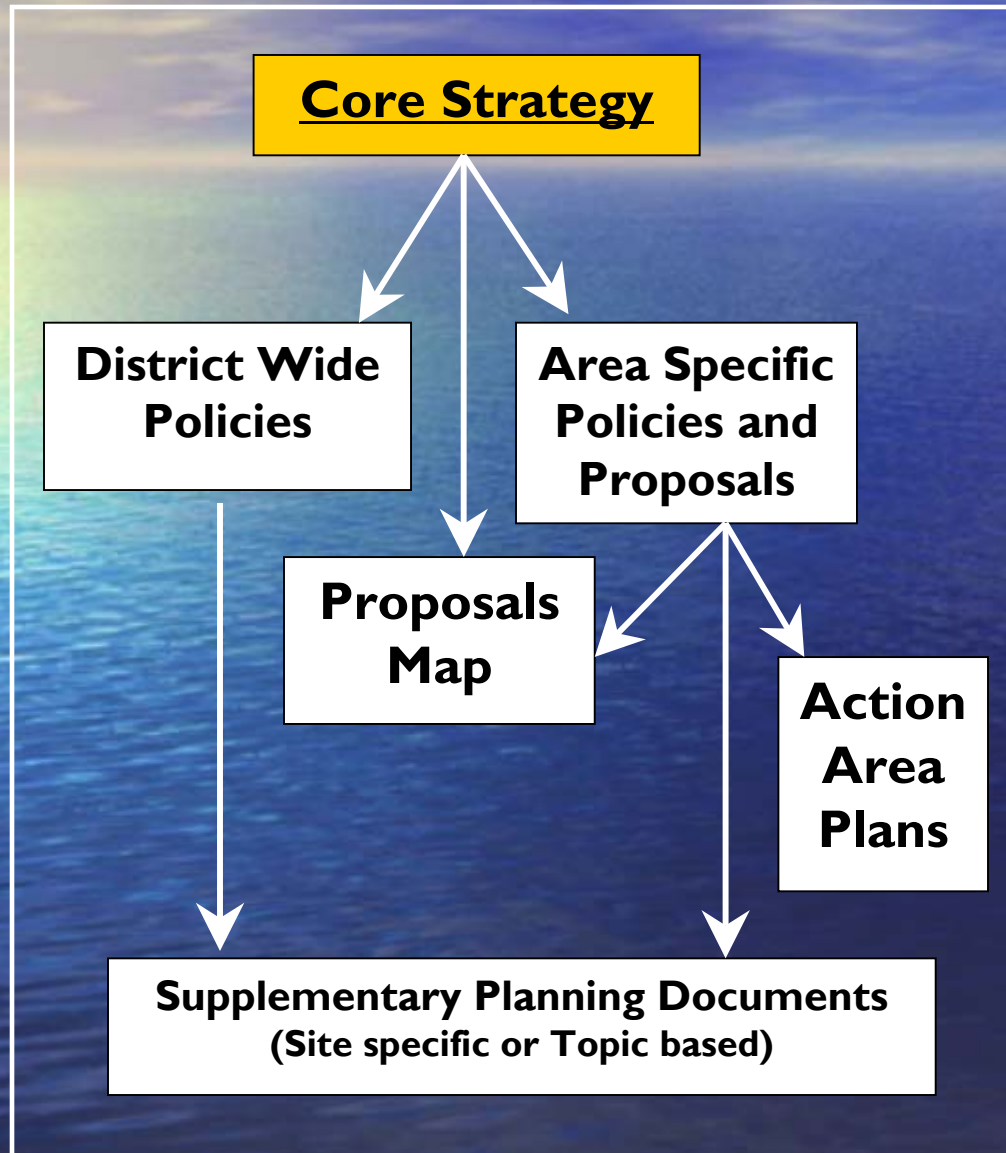 Core Strategy
District Wide
Policies
Area Specific
Policies and
Proposals
Proposals
Map
Action
Area
Plans
Supplementary Planning Documents
(Site specific or Topic based)